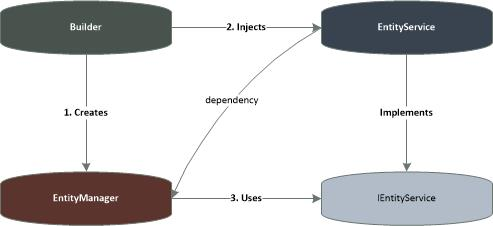 Builder
2. Injects
EntityService
dependency
1. Creates
Implements
EntityManager
3. Uses
IEntityService